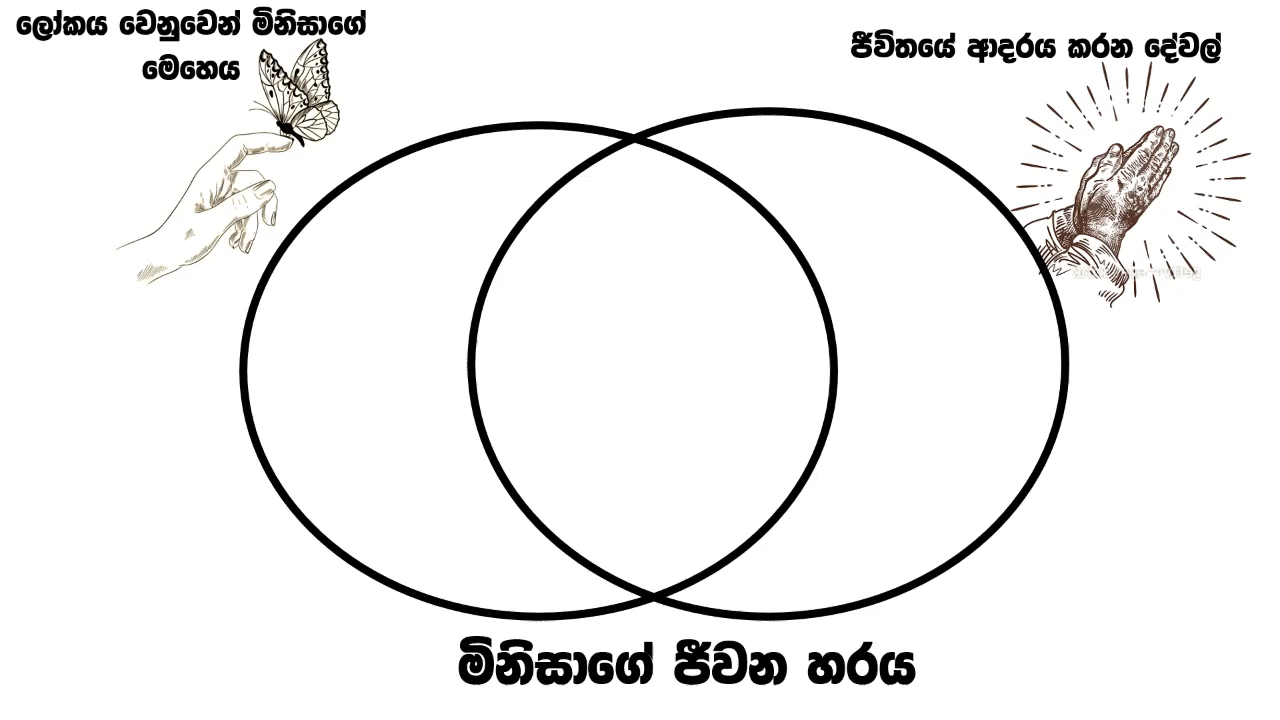 ලෝකය වෙනුවෙන් මිනිසාගේ
මෙහෙය
ජීවිතයේ ආදරය කරන දේවල්
මිනිසාගේ ජීවන හරය